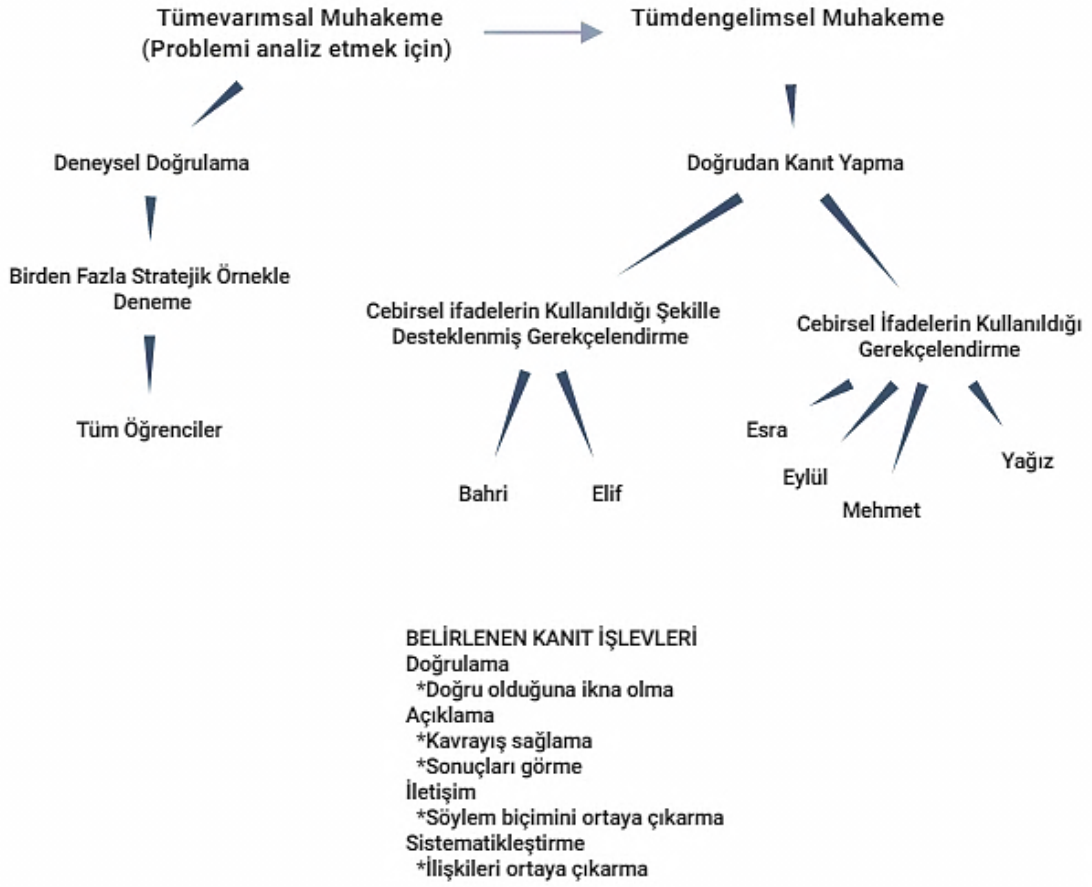 Tümevarımsal Muhakeme
(Problemi analiz etmek için)
Tümdengelimsel Muhakeme
Deneysel Doğrulama
Doğrudan Kanıt Yapma
Birden Fazla Stratejik Örnekle
Deneme
Cebirsel ifadelerin Kullanıldığı Şekille
Desteklenmiş Gerekçelendirme
Cebirsel İfadelerin Kullanıldığı
Gerekçelendirme
Tüm Öğrenciler
Bahri
Elif
Esra
Eylül
Mehmet
Yağız
BELİRLENEN KANIT İŞLEVLERİ
Doğrulama
*Doğru olduğuna ikna olma
Açıklama
*Kavrayış sağlama
*Sonuçları görme
İletişim
*Söylem biçimini ortaya çıkarma
Sistematikleştirme
*İlişkileri ortaya çıkarma